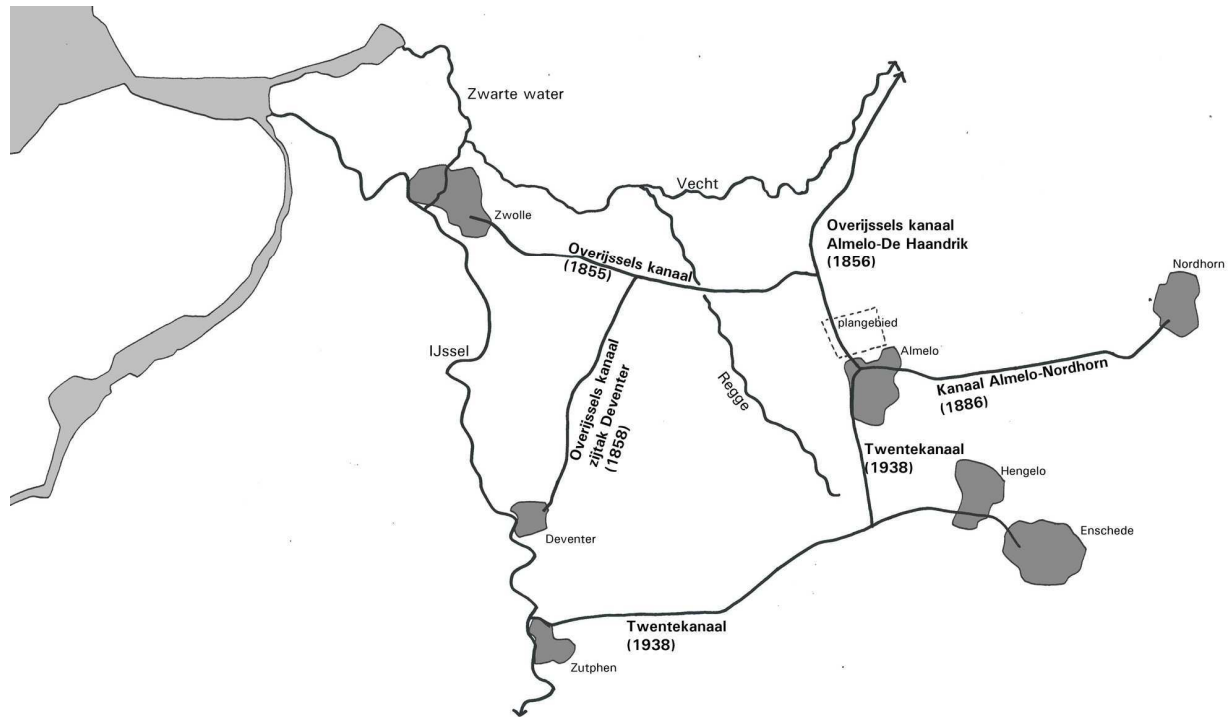 Zwarte water
Vecht
Zwolle
Overijssels kanaal
(1855)
Overijssels kanaal
Almelo-De Haandrik
(1856)
Nordhorn
plangebied
Almelo
IJssel
Kanaal Almelo-Nordhorn
(1886)
Regge
Overijssels kanaal
zijtak Deventer
(1858)
Twentekanaal
(1938)
Hengelo
Enschede
Deventer
Twentekanaal
(1938)
Zutphen